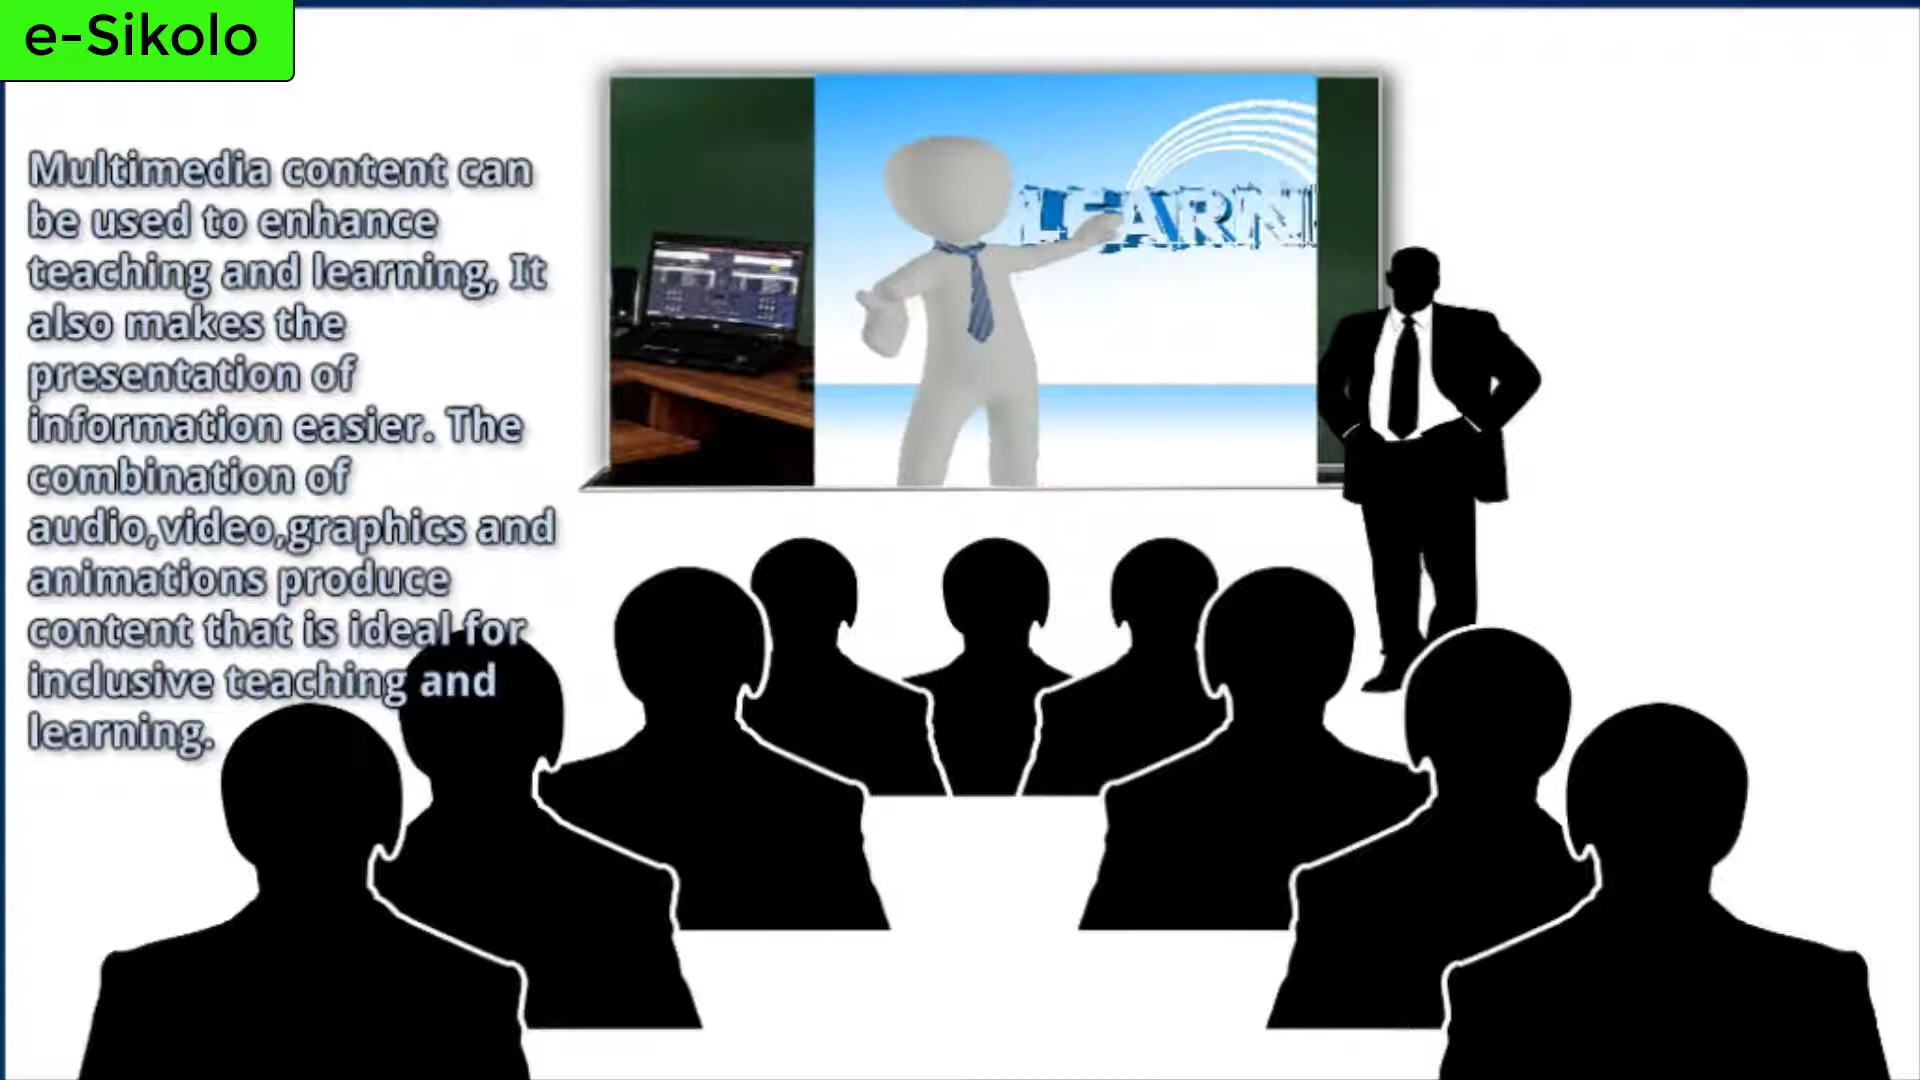 e-Sikolo
Multimedia content can
be used to enhance
teaching and learning, It
also makes the
presentation of
information easier. The
combination of
audio,video,graphics and
animations produce
content that is ideal for
inclusive teaching and
learning.
LEARN